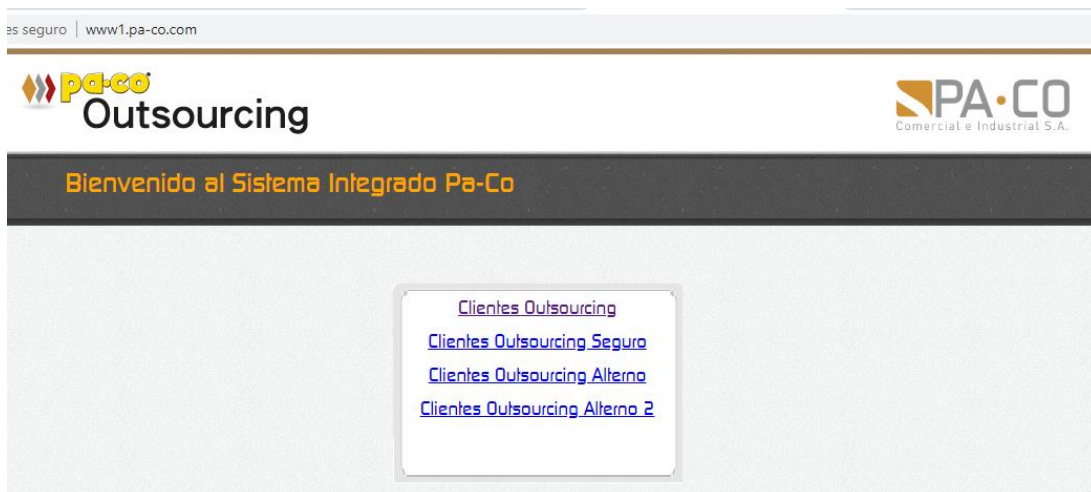 es seguro | www1.pa-co.com
pa-co
Outsourcing
PA·CO
Comercial e Industrial S.A.
Bienvenido al Sistema Integrado Pa-Co
Clientes Outsourcing
Clientes Outsourcing Seguro
Clientes Outsourcing Alterno
Clientes Outsourcing Alterno 2